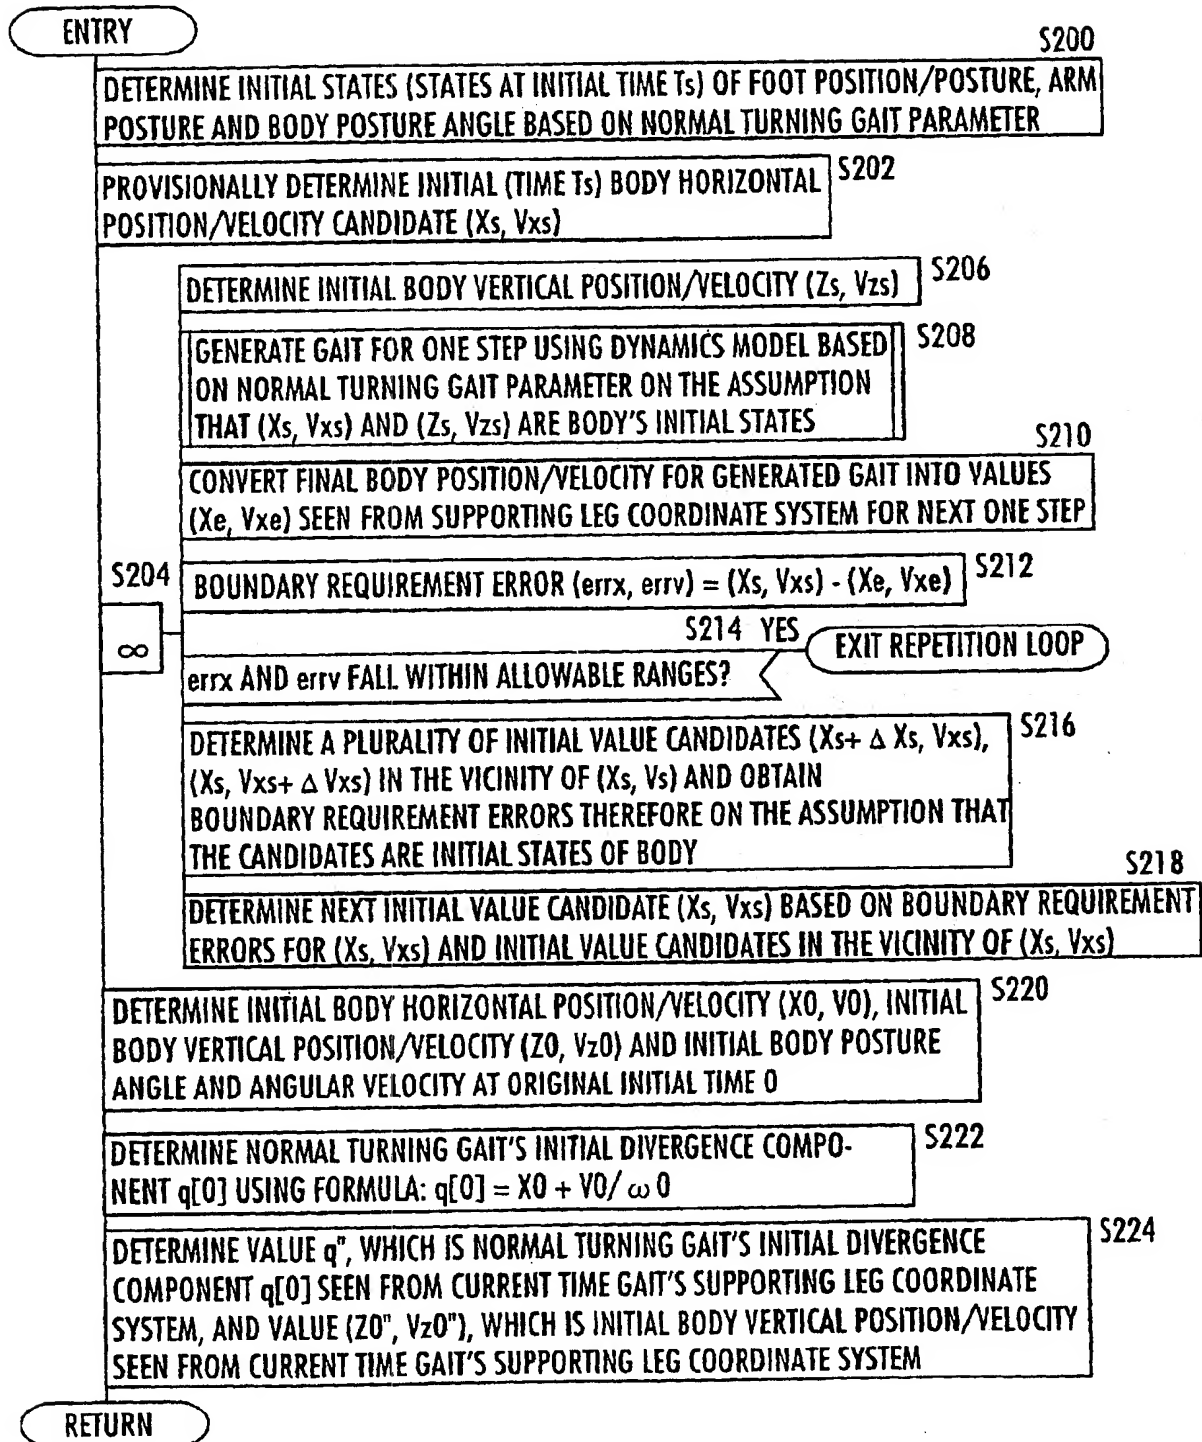 ENTRY
S200
DETERMINE INITIAL STATES (STATES AT INITIAL TIME Ts) OF FOOT POSITION/POSTURE, ARM
POSTURE AND BODY POSTURE ANGLE BASED ON NORMAL TURNING GAIT PARAMETER
S202
PROVISIONALLY DETERMINE INITIAL (TIME Ts) BODY HORIZONTAL
POSITION/VELOCITY CANDIDATE (Xs, Vxs)
S206
DETERMINE INITIAL BODY VERTICAL POSITION/VELOCITY (Zs, Vzs)
S208
GENERATE GAIT FOR ONE STEP USING DYNAMICS MODEL BASED
ON NORMAL TURNING GAIT PARAMETER ON THE ASSUMPTION
THAT (Xs, Vxs) AND (Zs, Vzs) ARE BODY'S INITIAL STATES
S210
CONVERT FINAL BODY POSITION/VELOCITY FOR GENERATED GAIT INTO VALUES
(Xe, Vxe) SEEN FROM SUPPORTING LEG COORDINATE SYSTEM FOR NEXT ONE STEP
S204
∞
BOUNDARY REQUIREMENT ERROR (errx, errv) = (Xs, Vxs) - (Xe, Vxe)
S212
S214 YES
EXIT REPETITION LOOP
errx AND errv FALL WITHIN ALLOWABLE RANGES?
S216
DETERMINE A PLURALITY OF INITIAL VALUE CANDIDATES (Xs+ Δ Xs, Vxs),
(Xs, Vxs+ Δ Vxs) IN THE VICINITY OF (Xs, Vs) AND OBTAIN
BOUNDARY REQUIREMENT ERRORS THEREFORE ON THE ASSUMPTION THAT
THE CANDIDATES ARE INITIAL STATES OF BODY
S218
DETERMINE NEXT INITIAL VALUE CANDIDATE (Xs, Vxs) BASED ON BOUNDARY REQUIREMENT
ERRORS FOR (Xs, Vxs) AND INITIAL VALUE CANDIDATES IN THE VICINITY OF (Xs, Vxs)
S220
DETERMINE INITIAL BODY HORIZONTAL POSITION/VELOCITY (X0, V0), INITIAL
BODY VERTICAL POSITION/VELOCITY (Z0, Vz0) AND INITIAL BODY POSTURE
ANGLE AND ANGULAR VELOCITY AT ORIGINAL INITIAL TIME 0
S222
DETERMINE NORMAL TURNING GAIT'S INITIAL DIVERGENCE COMPO-
NENT q[0] USING FORMULA: q[0] = X0 + V0/ ω 0
S224
DETERMINE VALUE q", WHICH IS NORMAL TURNING GAIT'S INITIAL DIVERGENCE
COMPONENT q[0] SEEN FROM CURRENT TIME GAIT'S SUPPORTING LEG COORDINATE
SYSTEM, AND VALUE (Z0", Vz0"), WHICH IS INITIAL BODY VERTICAL POSITION/VELOCITY
SEEN FROM CURRENT TIME GAIT'S SUPPORTING LEG COORDINATE SYSTEM
RETURN